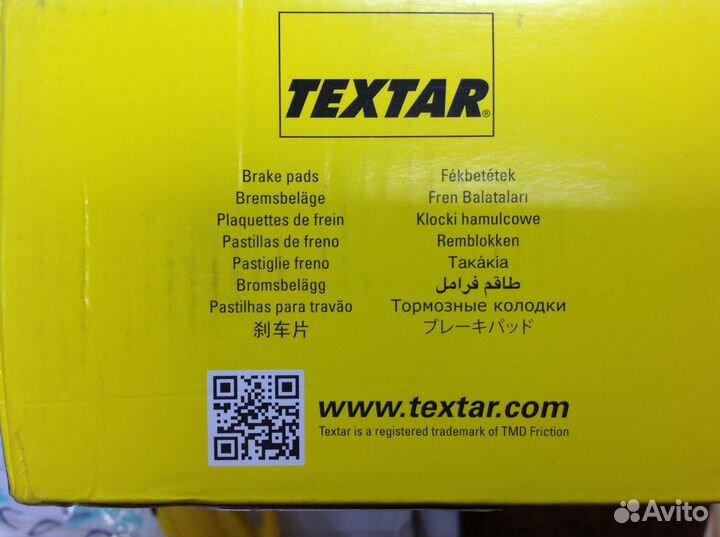 TEXTAR®
Brake pads
Bremsbeläge
Plaquettes de frein
Pastillas de freno
Pastiglie freno
Bromsbelägg
Pastilhas para travão
刹车片
Fékbetétek
Fren Balataları
Klocki hamulcowe
Remblokken
Τακάκια
طاقم فرامل
Тормозные колодки
ブレーキパッド
www.textar.com
Textar is a registered trademark of TMD Friction
Avito